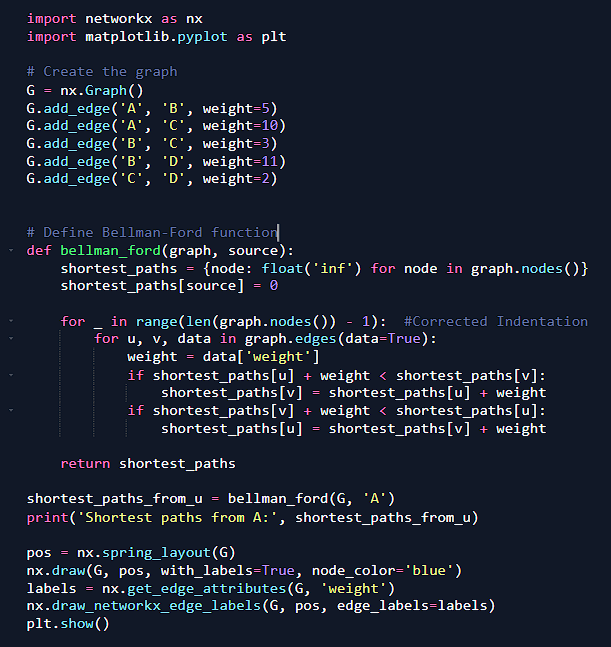 import networkx as nx
import matplotlib.pyplot as plt

# Create the graph
G = nx.Graph()
G.add_edge('A', 'B', weight=5)
G.add_edge('A', 'C', weight=10)
G.add_edge('B', 'C', weight=3)
G.add_edge('B', 'D', weight=11)
G.add_edge('C', 'D', weight=2)


# Define Bellman-Ford function
def bellman_ford(graph, source):
    shortest_paths = {node: float('inf') for node in graph.nodes()}
    shortest_paths[source] = 0

    for _ in range(len(graph.nodes()) - 1):  #Corrected Indentation
        for u, v, data in graph.edges(data=True):
            weight = data['weight']
            if shortest_paths[u] + weight < shortest_paths[v]:
                shortest_paths[v] = shortest_paths[u] + weight
            if shortest_paths[v] + weight < shortest_paths[u]:
                shortest_paths[u] = shortest_paths[v] + weight

    return shortest_paths

shortest_paths_from_u = bellman_ford(G, 'A')
print('Shortest paths from A:', shortest_paths_from_u)

pos = nx.spring_layout(G)
nx.draw(G, pos, with_labels=True, node_color='blue')
labels = nx.get_edge_attributes(G, 'weight')
nx.draw_networkx_edge_labels(G, pos, edge_labels=labels)
plt.show()